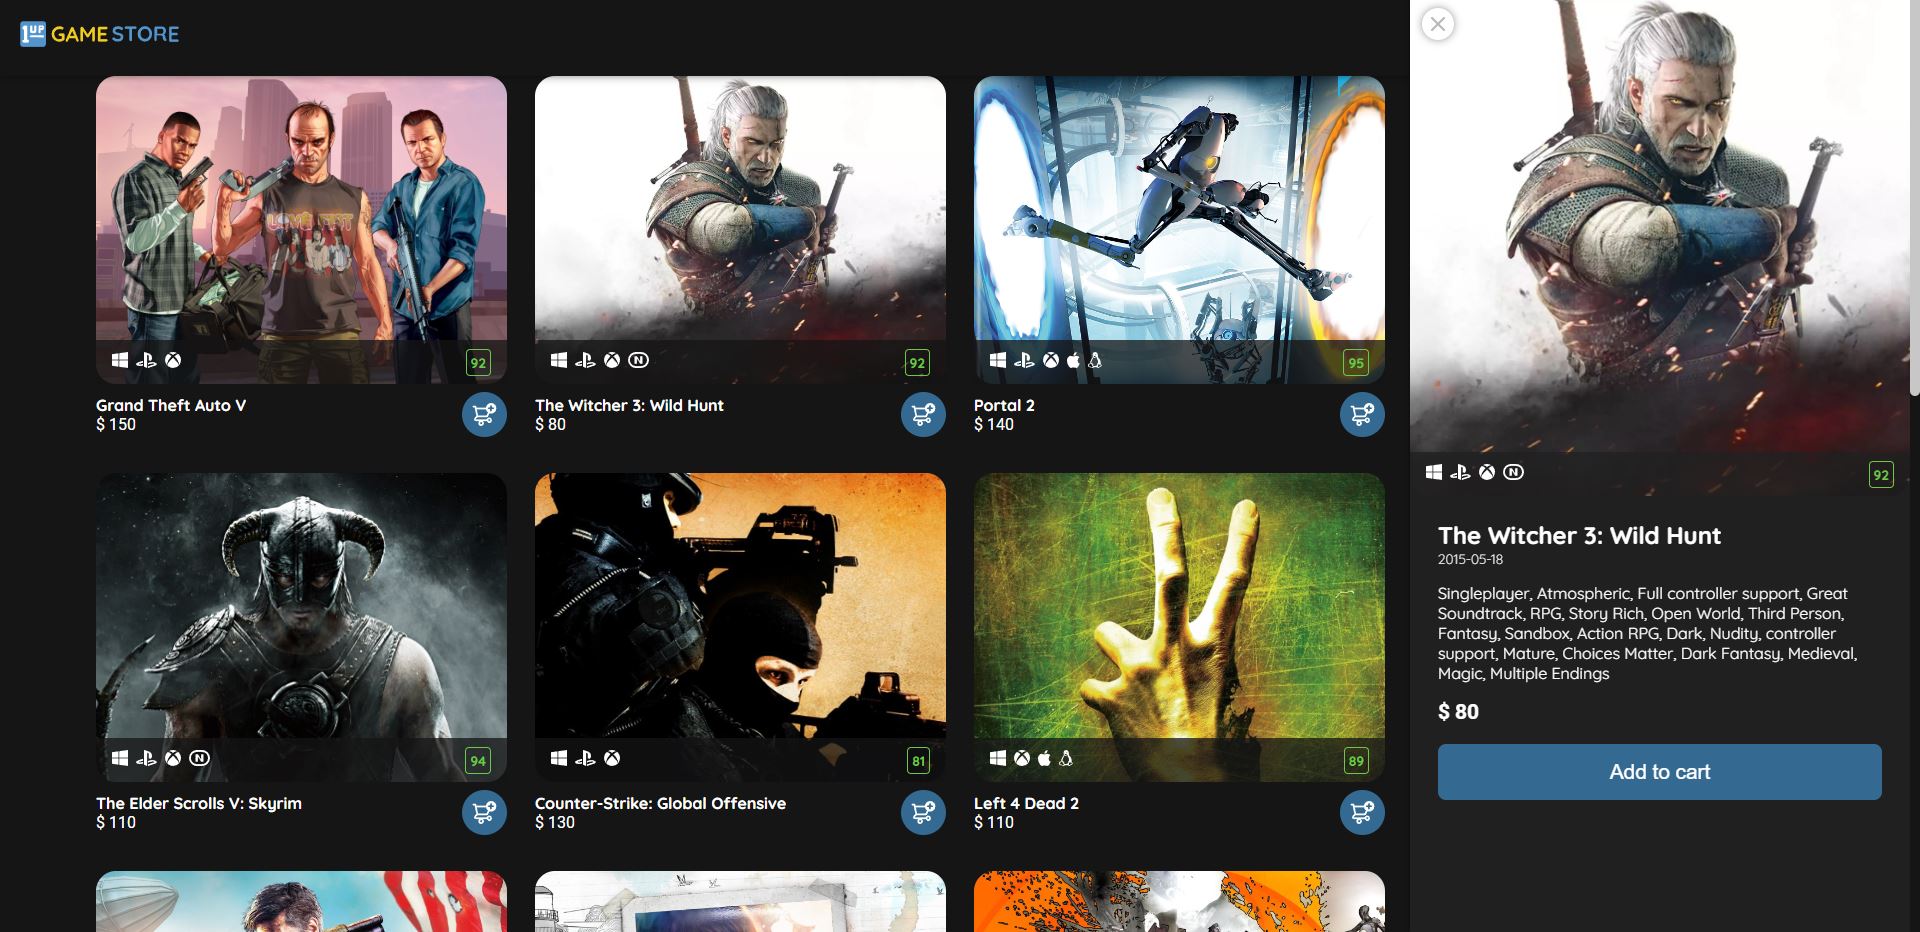 1UP GAME STORE
LOVE FIST
92
Grand Theft Auto V
$ 150
92
The Witcher 3: Wild Hunt
$ 80
95
Portal 2
$ 140
94
The Elder Scrolls V: Skyrim
$ 110
81
Counter-Strike: Global Offensive
$ 130
89
Left 4 Dead 2
$ 110
92
The Witcher 3: Wild Hunt
2015-05-18
Singleplayer, Atmospheric, Full controller support, Great
Soundtrack, RPG, Story Rich, Open World, Third Person,
Fantasy, Sandbox, Action RPG, Dark, Nudity, controller
support, Mature, Choices Matter, Dark Fantasy, Medieval,
Magic, Multiple Endings
$ 80
Add to cart